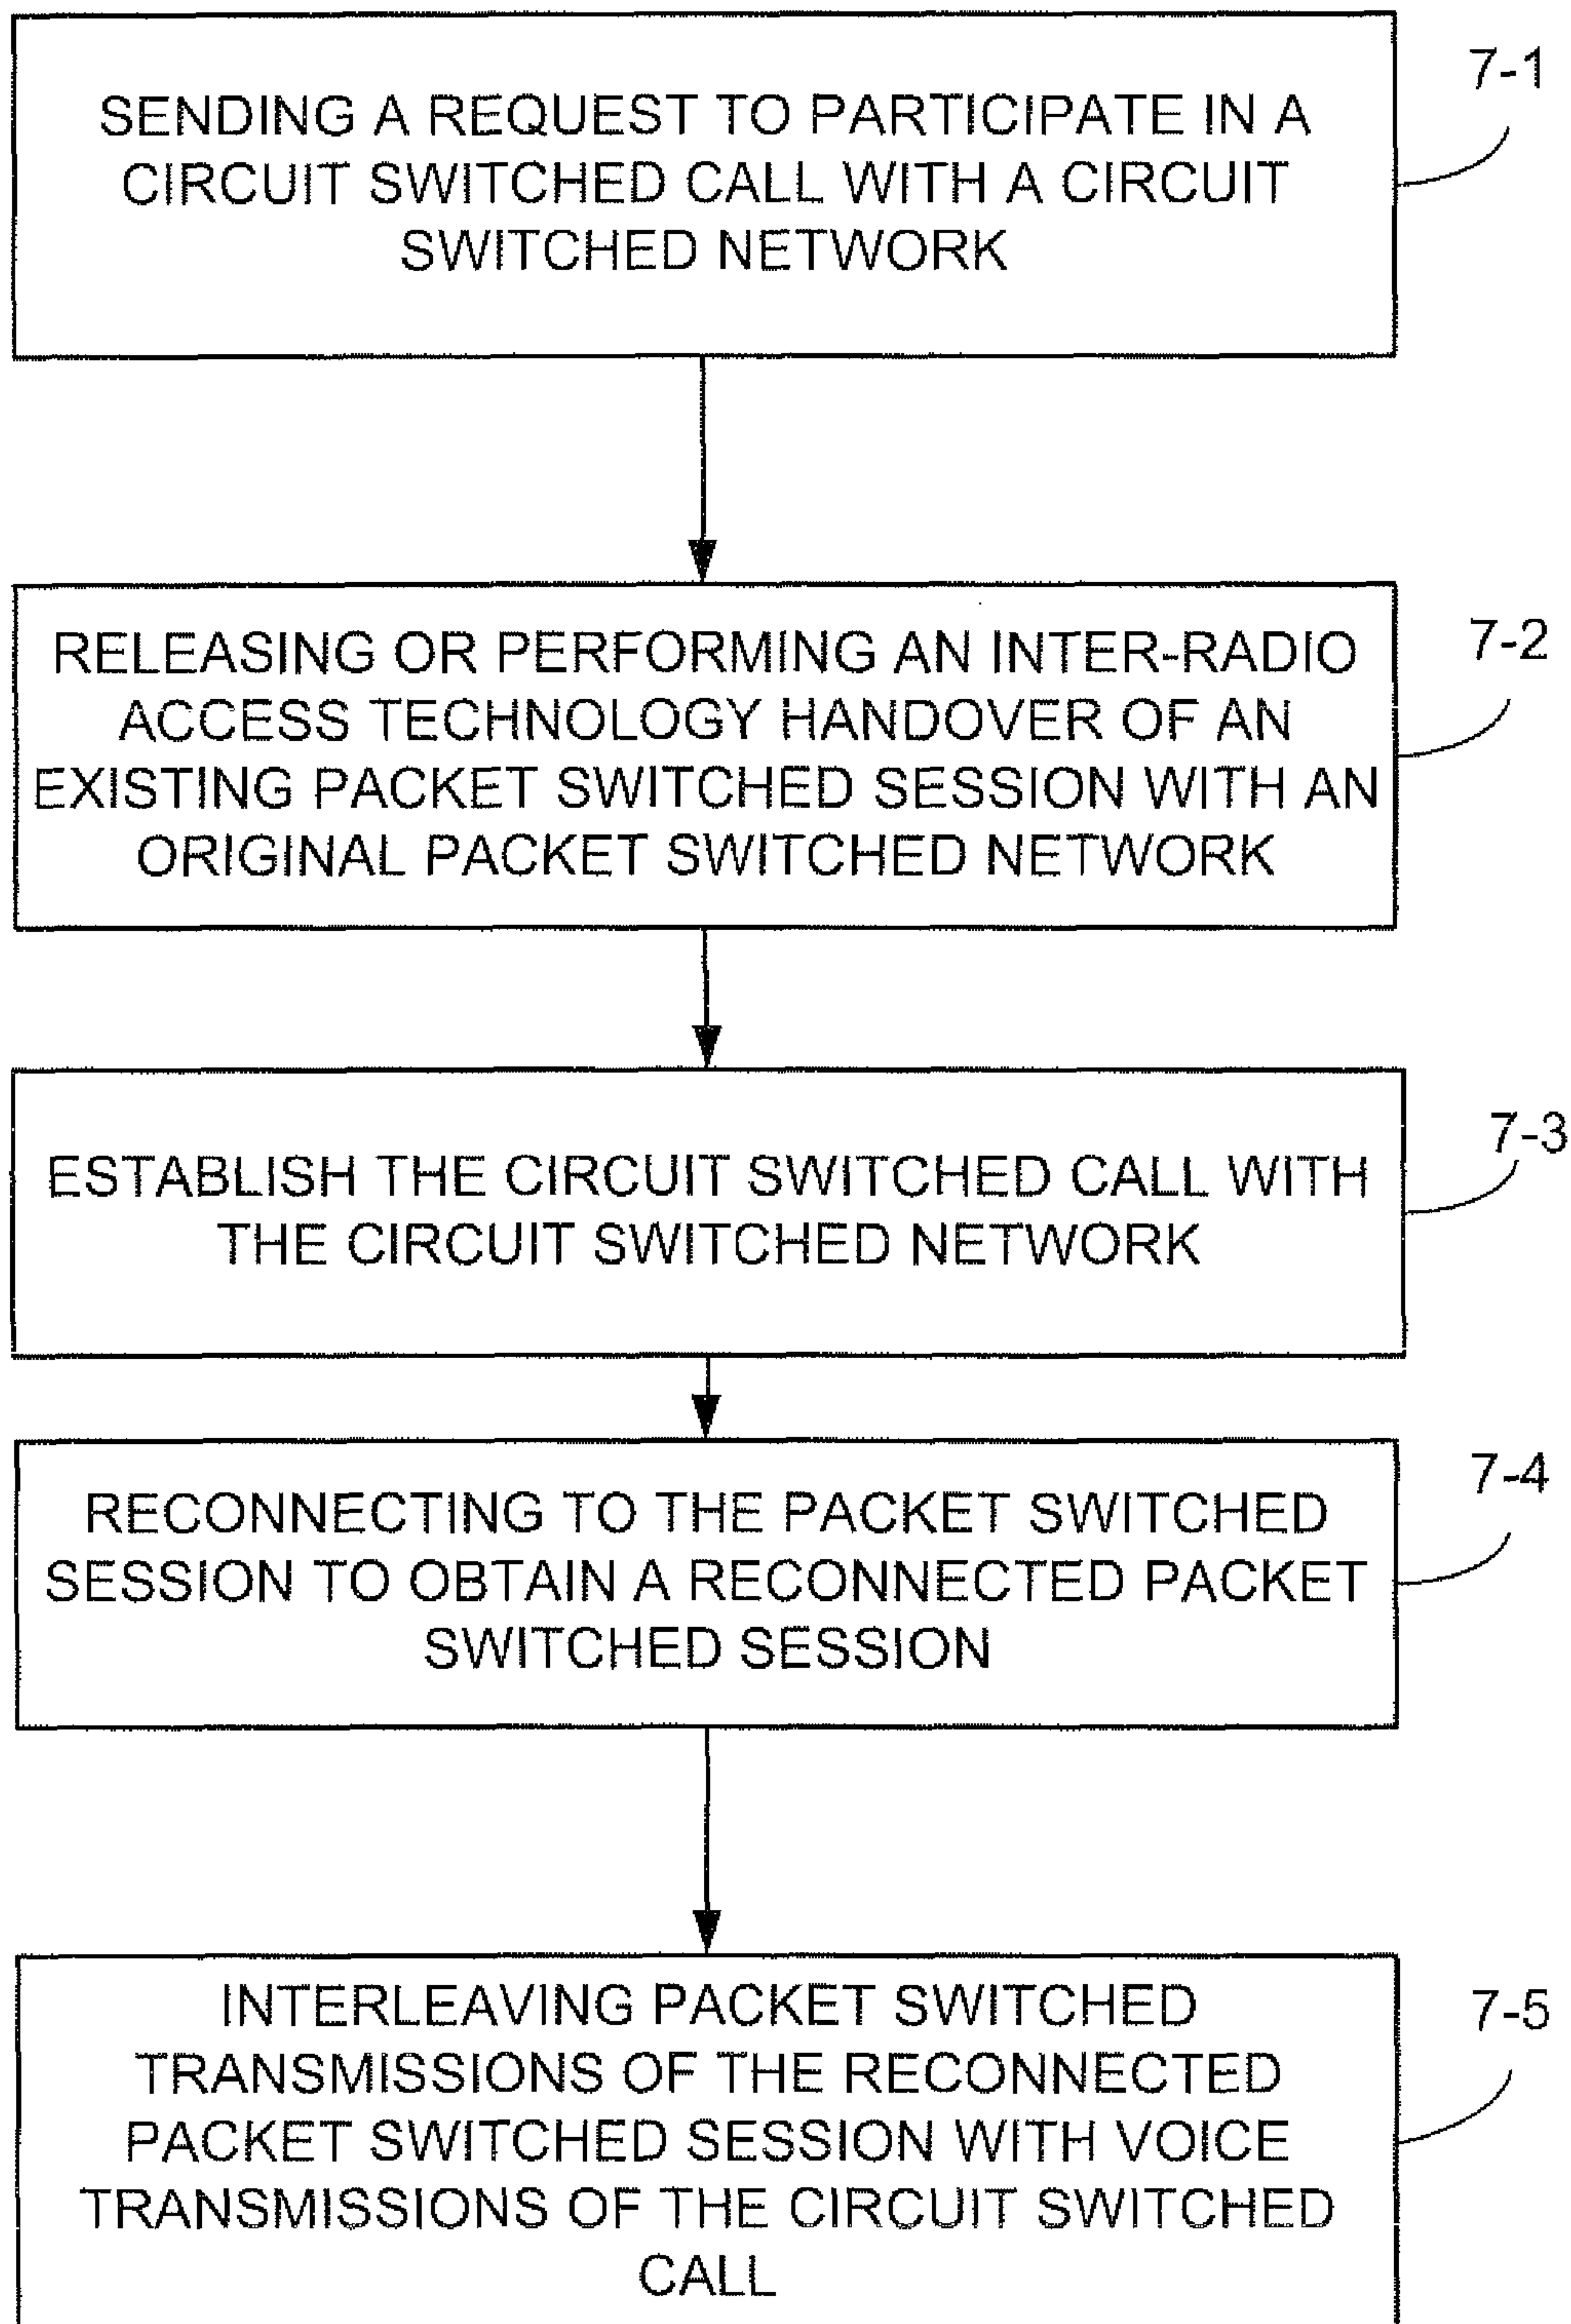 SENDING A REQUEST TO PARTICIPATE IN A
CIRCUIT SWITCHED CALL WITH A CIRCUIT
SWITCHED NETWORK
7-1
RELEASING OR PERFORMING AN INTER-RADIO
ACCESS TECHNOLOGY HANDOVER OF AN
EXISTING PACKET SWITCHED SESSION WITH AN
ORIGINAL PACKET SWITCHED NETWORK
7-2
ESTABLISH THE CIRCUIT SWITCHED CALL WITH
THE CIRCUIT SWITCHED NETWORK
7-3
RECONNECTING TO THE PACKET SWITCHED
SESSION TO OBTAIN A RECONNECTED PACKET
SWITCHED SESSION
7-4
INTERLEAVING PACKET SWITCHED
TRANSMISSIONS OF THE RECONNECTED
PACKET SWITCHED SESSION WITH VOICE
TRANSMISSIONS OF THE CIRCUIT SWITCHED
CALL
7-5